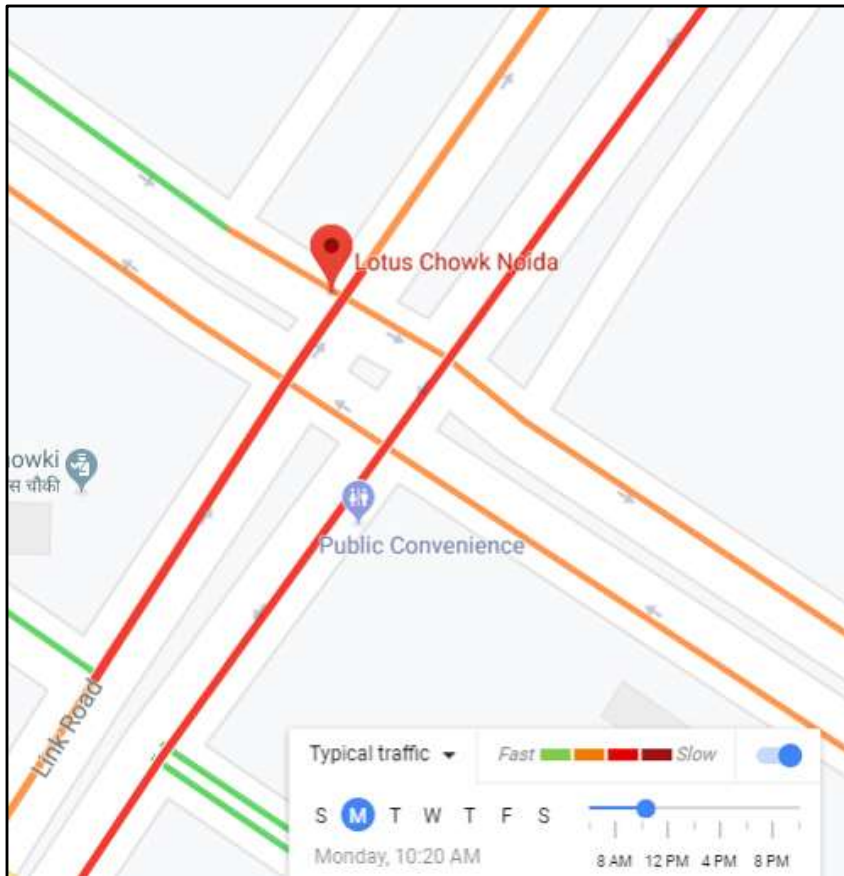 Lotus Chowk Noida
owki
स चौकी
Public Convenience
Link Road
Typical traffic
Fast Slow
S M T W T F S
Monday, 10:20 AM
8 AM 12 PM 4 PM 8 PM